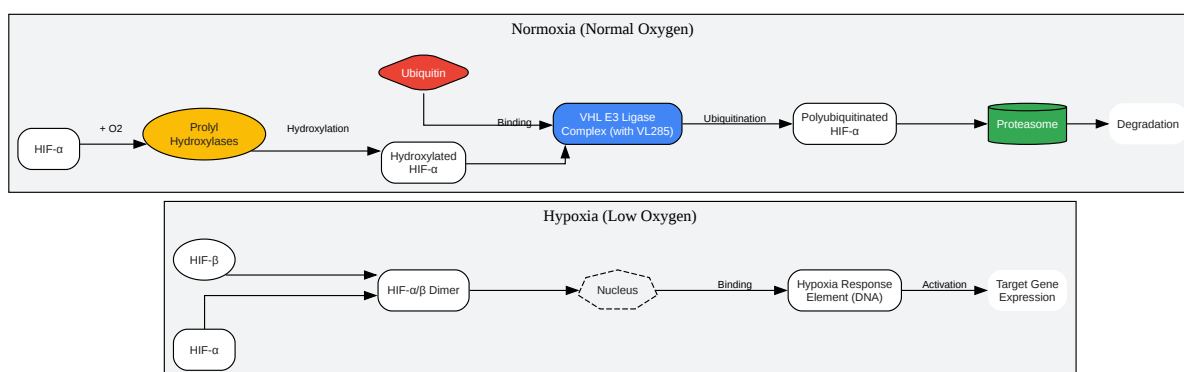 Normoxia (Normal Oxygen)
Ubiquitin
HIF-α
+ O2
Prolyl
Hydroxylases
Hydroxylation
Hydroxylated
HIF-α
Binding
VHL E3 Ligase
Complex (with VL285)
Ubiquitination
Polyubiquitinated
HIF-α
Proteasome
Degradation
Hypoxia (Low Oxygen)
HIF-β
HIF-α
HIF-α/β Dimer
Nucleus
Binding
Hypoxia Response
Element (DNA)
Activation
Target Gene
Expression